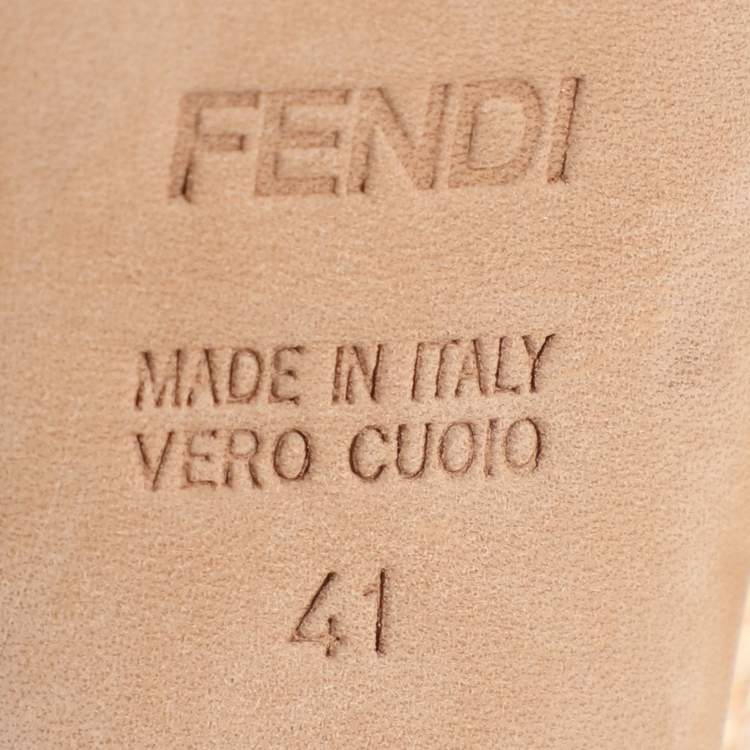 FENDI
MADE IN ITALY
VERO CUOIO
41